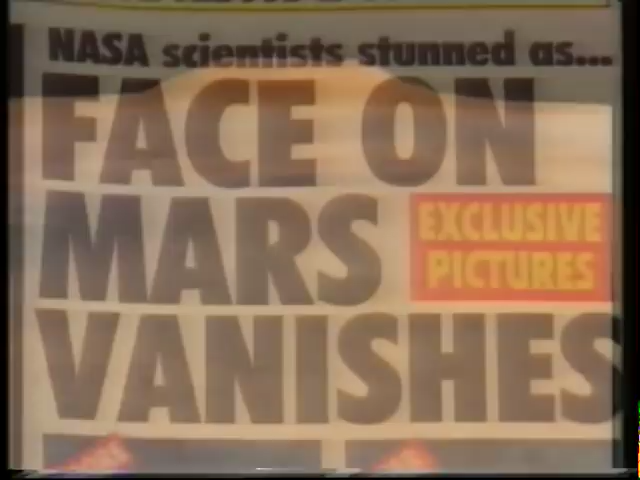 NASA scientists stunned as...
FACE ON
MARS
EXCLUSIVE
PICTURES
VANISHES